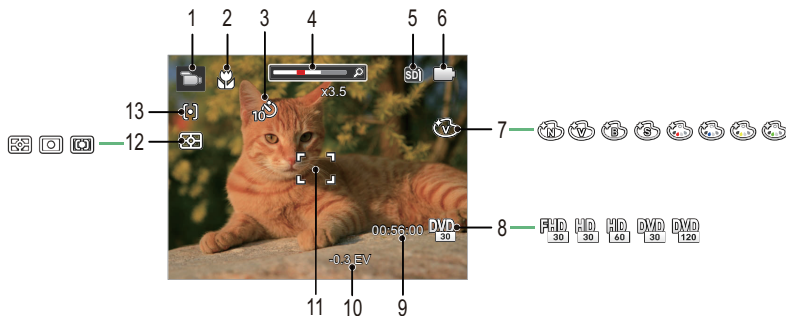 1 2 3 4 5 6
SD
x3.5
10
13
V
7
N V B S
12
00:56:00
DVD 30
8
FHD 30 HD 30 HD 60 DVD 30 DVD 120
-0.3 EV
11 10 9